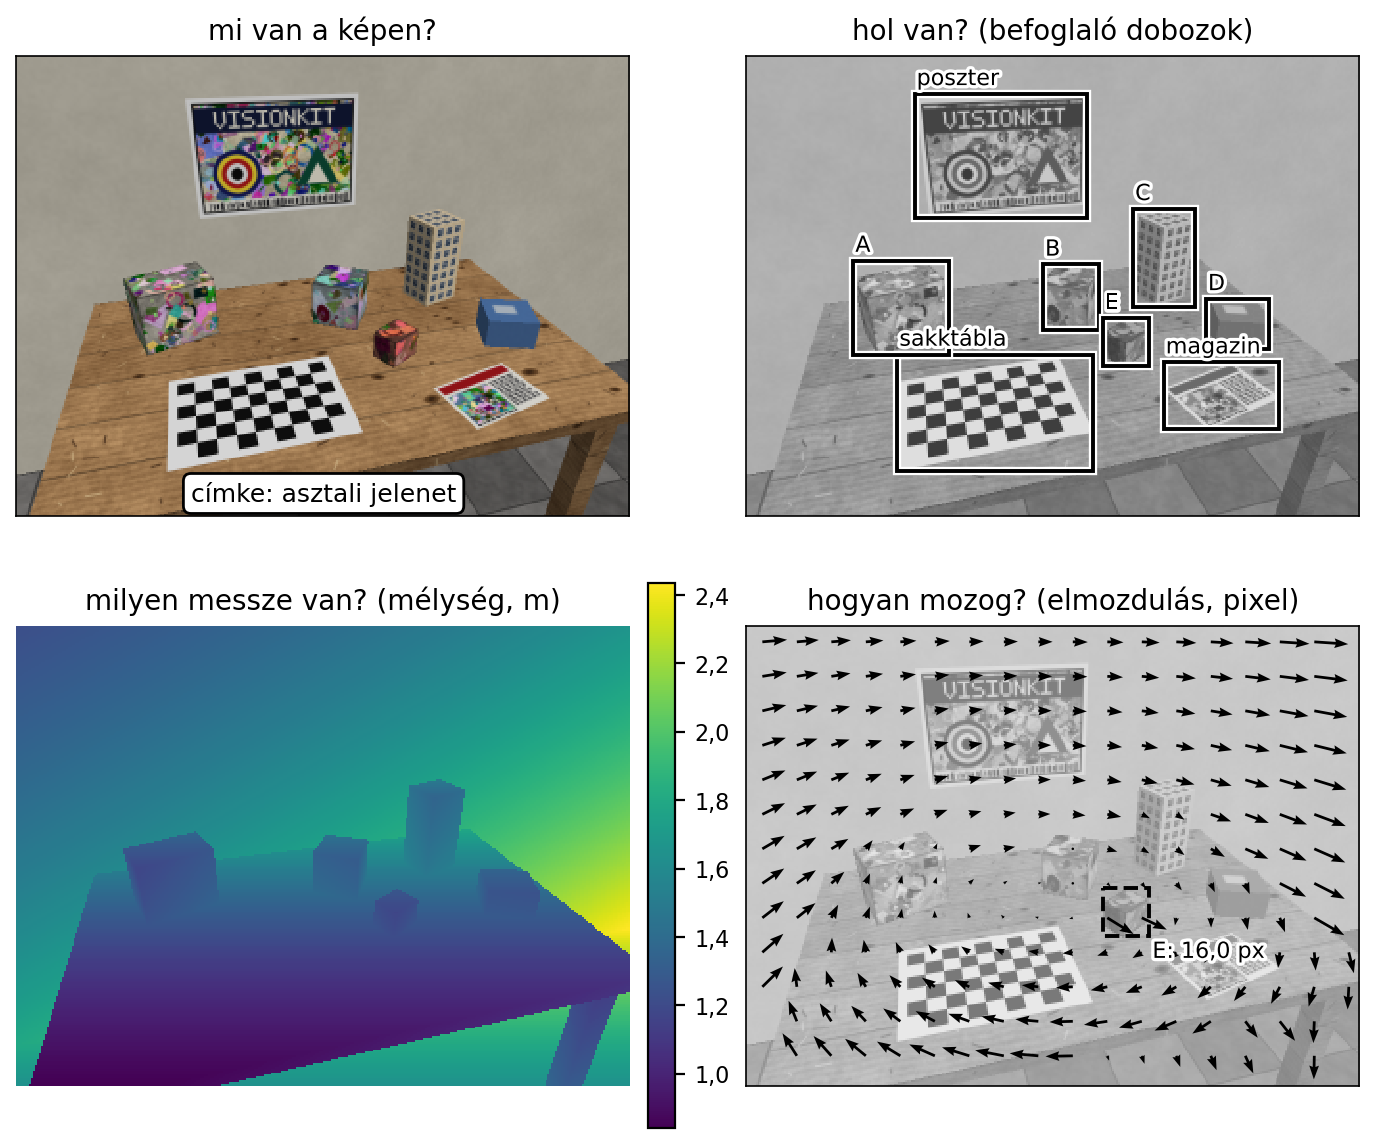 mi van a képen?
VISIONKIT
címke: asztali jelenet
hol van? (befoglaló dobozok)
poszter
VISIONKIT
C
A
B
D
E
sakktábla
magazin
milyen messze van? (mélység, m)
2,4
2,2
2,0
1,8
1,6
1,4
1,2
1,0
hogyan mozog? (elmozdulás, pixel)
VISIONKIT
E: 16,0 px